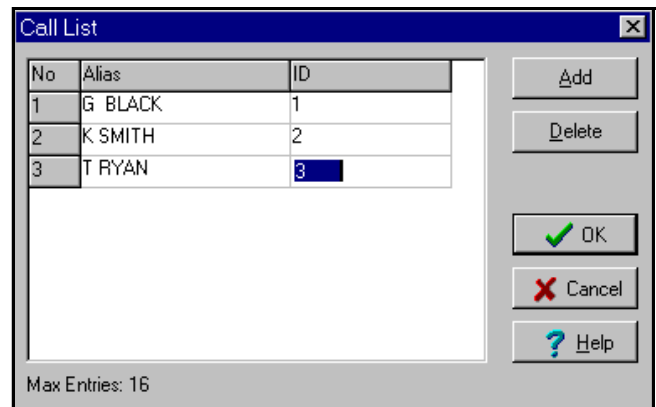 Call List
No Alias ID
1 G BLACK 1
2 K SMITH 2
3 T RYAN 3
Add
Delete
OK
Cancel
Help
Max Entries: 16